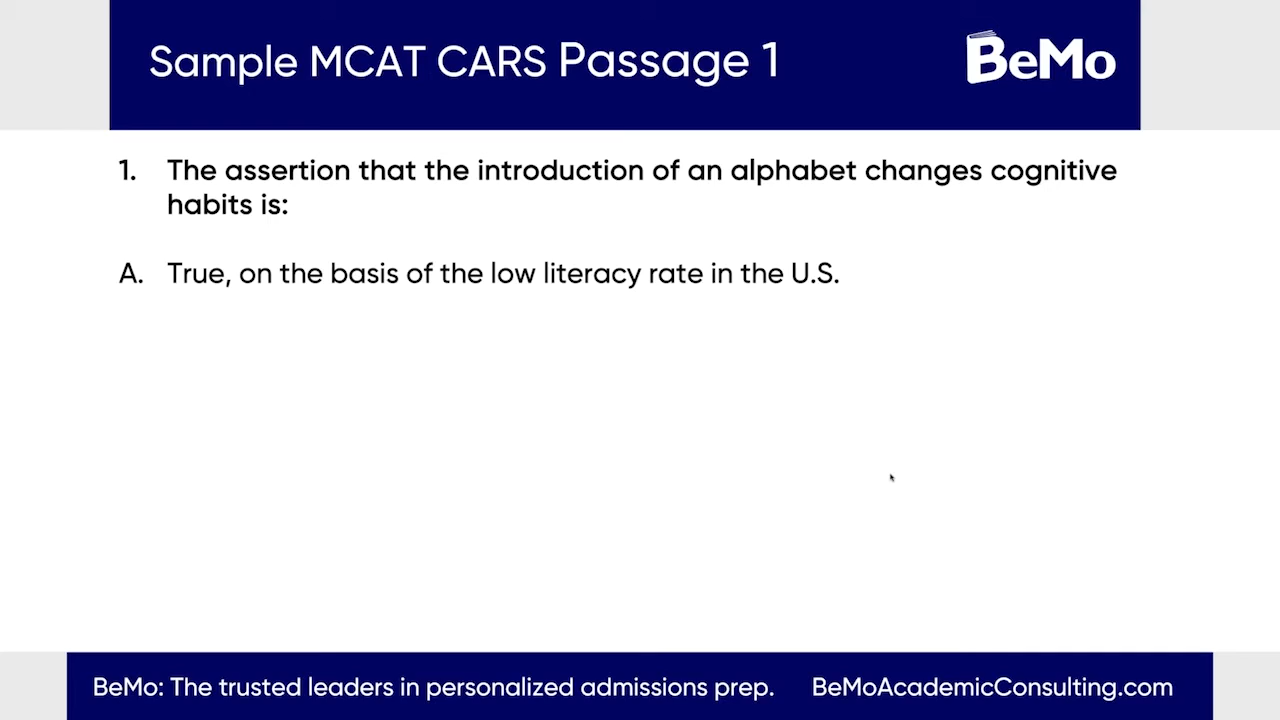 Sample MCAT CARS Passage 1
BeMo
1. The assertion that the introduction of an alphabet changes cognitive
habits is:
A. True, on the basis of the low literacy rate in the U.S.
BeMo: The trusted leaders in personalized admissions prep. BeMoAcademicConsulting.com